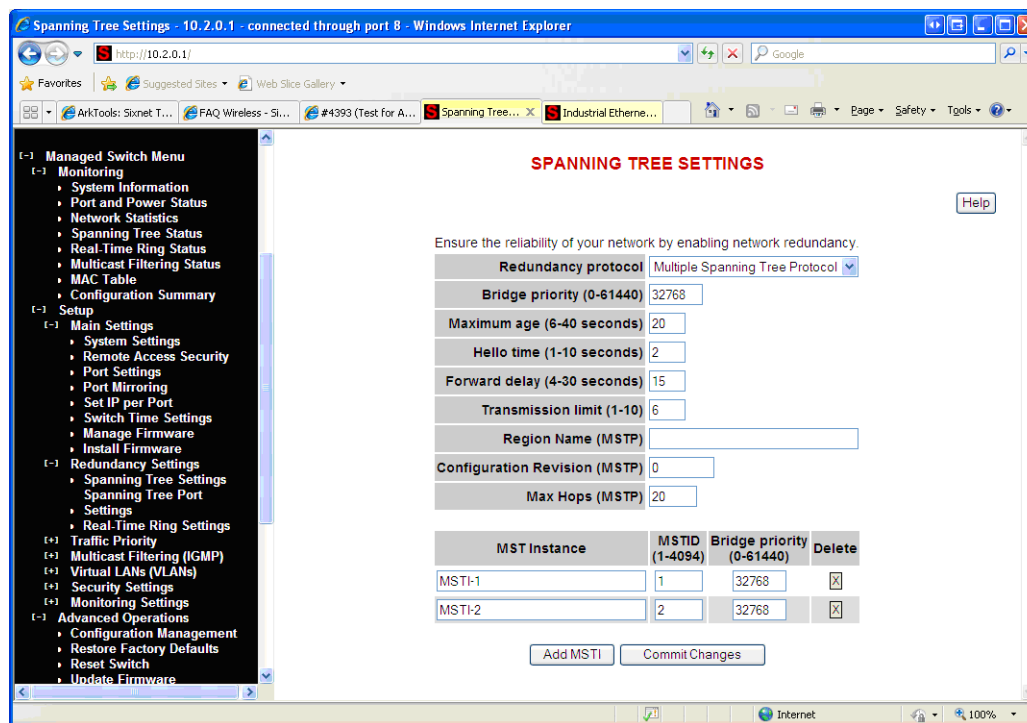 Spanning Tree Settings - 10.2.0.1 - connected through port 8 - Windows Internet Explorer
http://10.2.0.1/
Google
Favorites
Suggested Sites
Web Slice Gallery
ArkTools: Sixnet T...
FAQ Wireless - Si...
#4393 (Test for A...
Spanning Tree...
Industrial Etherne...
Page
Safety
Tools
[-] Managed Switch Menu
[-] Monitoring
System Information
Port and Power Status
Network Statistics
Spanning Tree Status
Real-Time Ring Status
Multicast Filtering Status
MAC Table
Configuration Summary
[-] Setup
[-] Main Settings
System Settings
Remote Access Security
Port Settings
Port Mirroring
Set IP per Port
Switch Time Settings
Manage Firmware
Install Firmware
[-] Redundancy Settings
Spanning Tree Settings
Spanning Tree Port
Settings
Real-Time Ring Settings
[+] Traffic Priority
[+] Multicast Filtering (IGMP)
[+] Virtual LANs (VLANs)
[+] Security Settings
[+] Monitoring Settings
[-] Advanced Operations
Configuration Management
Restore Factory Defaults
Reset Switch
Update Firmware
SPANNING TREE SETTINGS
Help
Ensure the reliability of your network by enabling network redundancy.
Redundancy protocol Multiple Spanning Tree Protocol
Bridge priority (0-61440) 32768
Maximum age (6-40 seconds) 20
Hello time (1-10 seconds) 2
Forward delay (4-30 seconds) 15
Transmission limit (1-10) 6
Region Name (MSTP)
Configuration Revision (MSTP) 0
Max Hops (MSTP) 20
MST Instance MSTID (1-4094) Bridge priority (0-61440) Delete
MSTI-1 1 32768 X
MSTI-2 2 32768 X
Add MSTI Commit Changes
Internet
100%